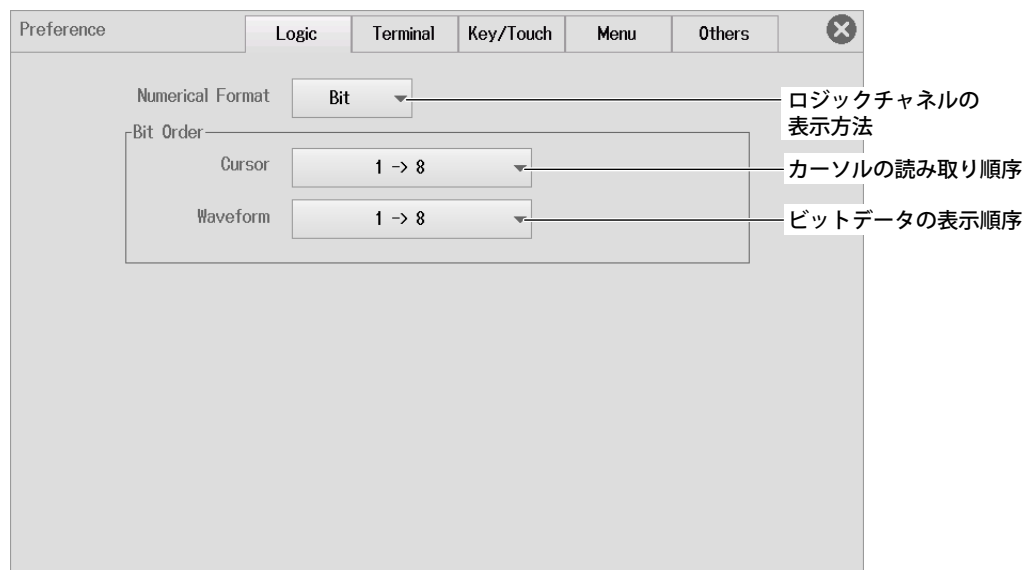 Preference
Logic Terminal Key/Touch Menu Others
Numerical Format Bit
ロジックチャネルの
表示方法
Bit Order
Cursor 1 -> 8
カーソルの読み取り順序
Waveform 1 -> 8
ビットデータの表示順序